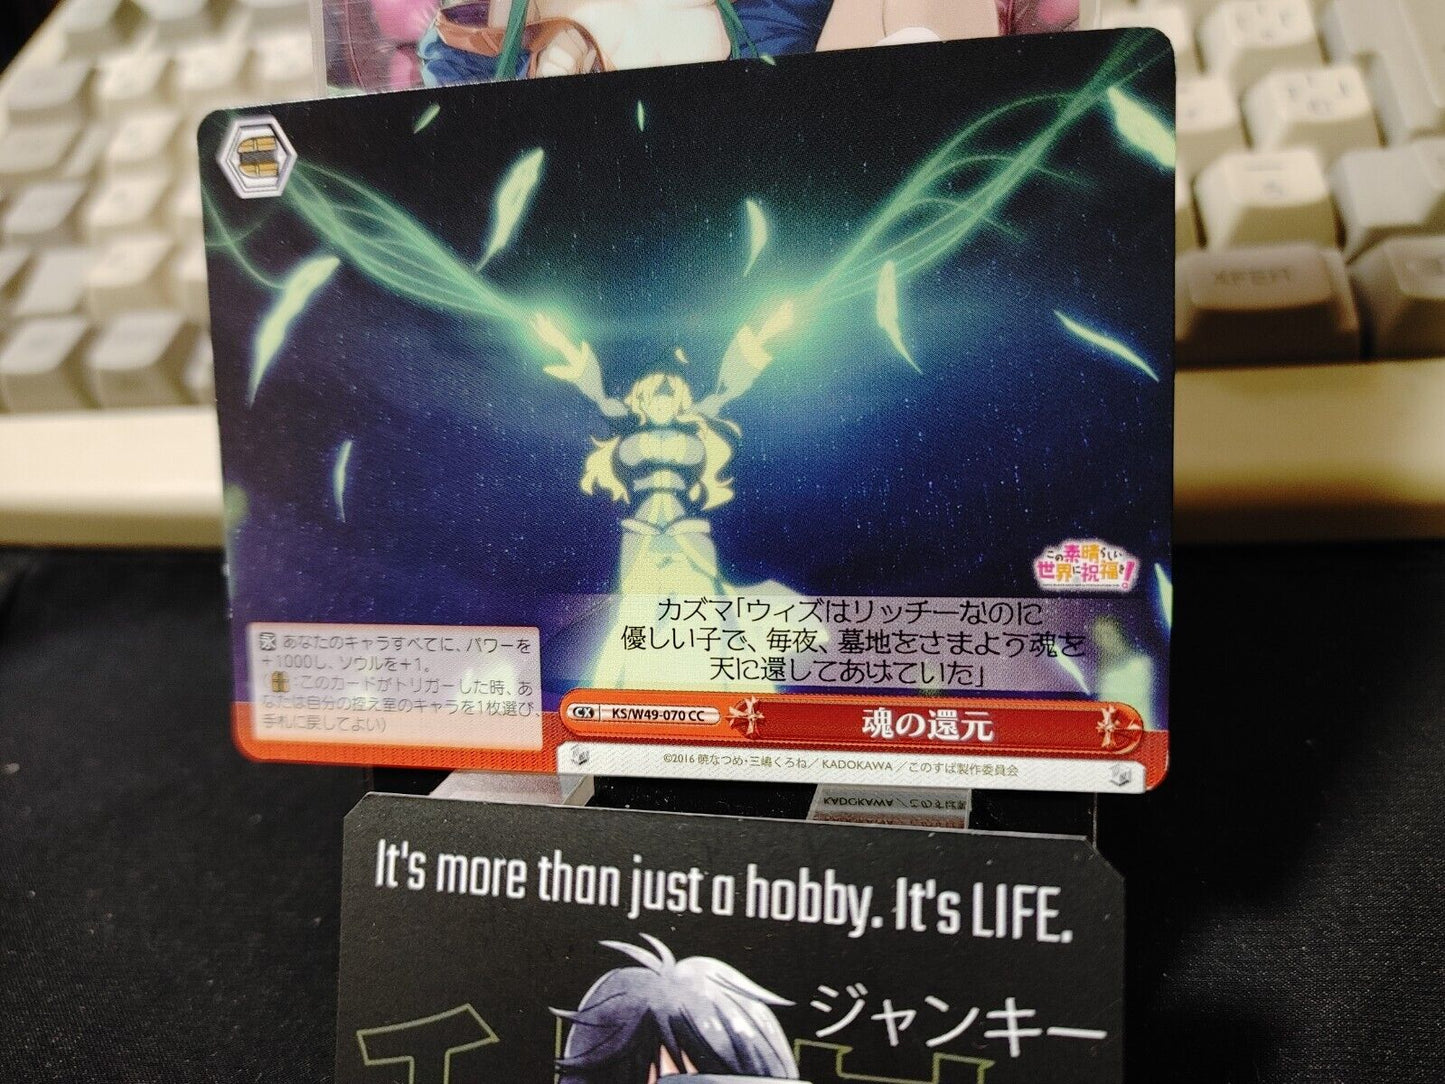 この素晴らしい
世界に祝福を!
カズマ「ウィズはリッチーなのに
優しい子で、毎夜、墓地をさまよう魂を
天に還してあげていた」
永 あなたのキャラすべてに、パワーを
+1000し、ソウルを+1。
(:このカードがトリガーした時、あ
なたは自分の控え室のキャラを1枚選び、
手札に戻してよい)
CX KS/W49-070 CC
魂の還元
©2016 暁なつめ・三嶋くろね/KADOKAWA/このすば製作委員会
KADOKAWA/このすば製
It's more than just a hobby. It's LIFE.
ジャンキー
XFER